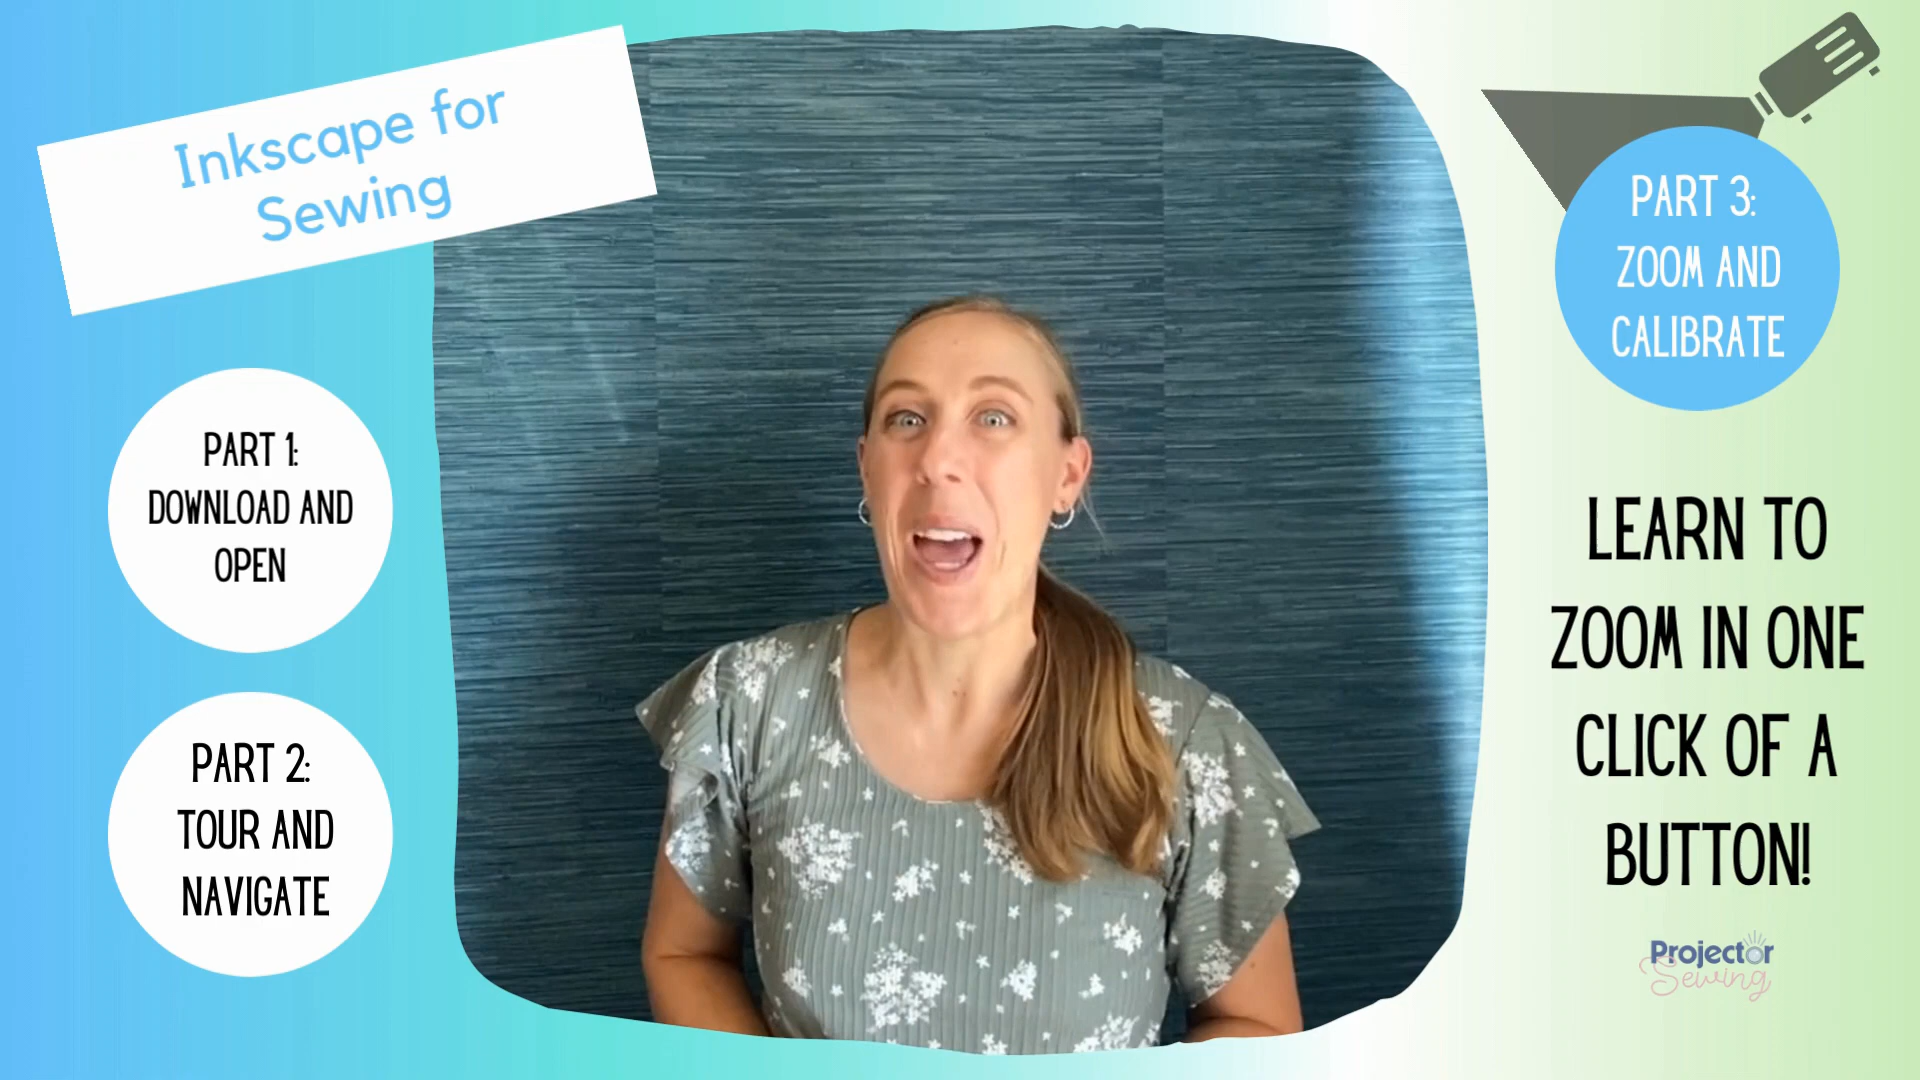 Inkscape for
Sewing
PART 1:
DOWNLOAD AND
OPEN
PART 2:
TOUR AND
NAVIGATE
PART 3:
ZOOM AND
CALIBRATE
LEARN TO
ZOOM IN ONE
CLICK OF A
BUTTON!
Projector
Sewing